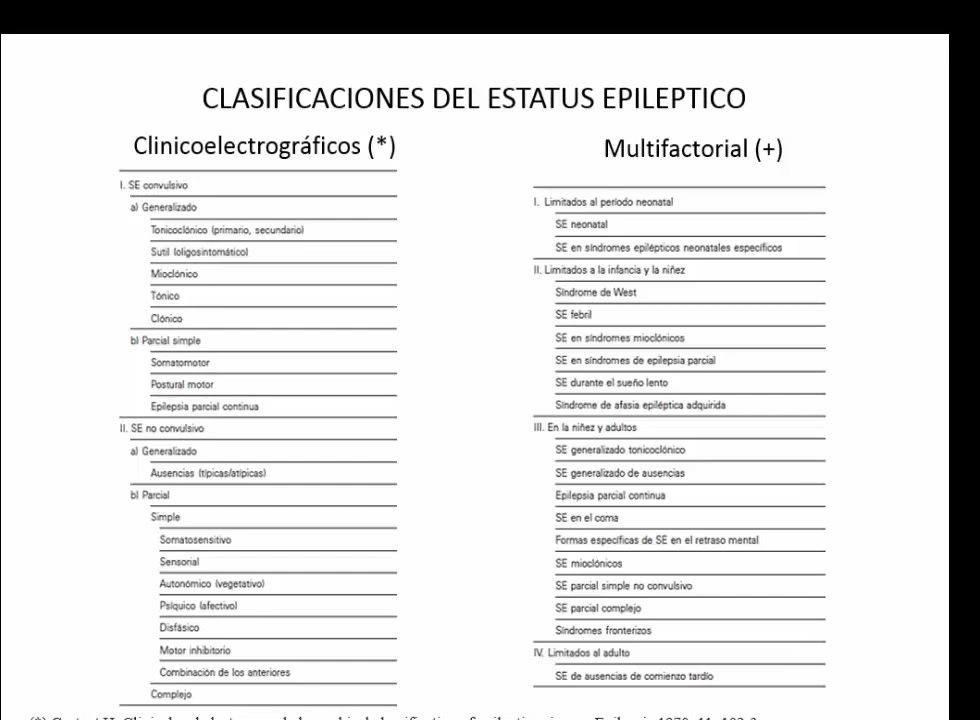 CLASIFICACIONES DEL ESTATUS EPILEPTICO
Clinicoelectrográficos (*)
I. SE convulsivo
a) Generalizado
Tonicoclónico (primario, secundario)
Sutil (oligosintomático)
Mioclónico
Tónico
Clónico
b) Parcial simple
Somatomotor
Postural motor
Epilepsia parcial continua
II. SE no convulsivo
a) Generalizado
Ausencias (típicas/atípicas)
b) Parcial
Simple
Somatosensitivo
Sensorial
Autonómico (vegetativo)
Psíquico (afectivo)
Disfásico
Motor inhibitorio
Combinación de los anteriores
Complejo
Multifactorial (+)
I. Limitados al período neonatal
SE neonatal
SE en síndromes epilépticos neonatales específicos
II. Limitados a la infancia y la niñez
Síndrome de West
SE febril
SE en síndromes mioclónicos
SE en síndromes de epilepsia parcial
SE durante el sueño lento
Síndrome de afasia epiléptica adquirida
III. En la niñez y adultos
SE generalizado tonicoclónico
SE generalizado de ausencias
Epilepsia parcial continua
SE en el coma
Formas específicas de SE en el retraso mental
SE mioclónicos
SE parcial simple no convulsivo
SE parcial complejo
Síndromes fronterizos
IV. Limitados al adulto
SE de ausencias de comienzo tardío